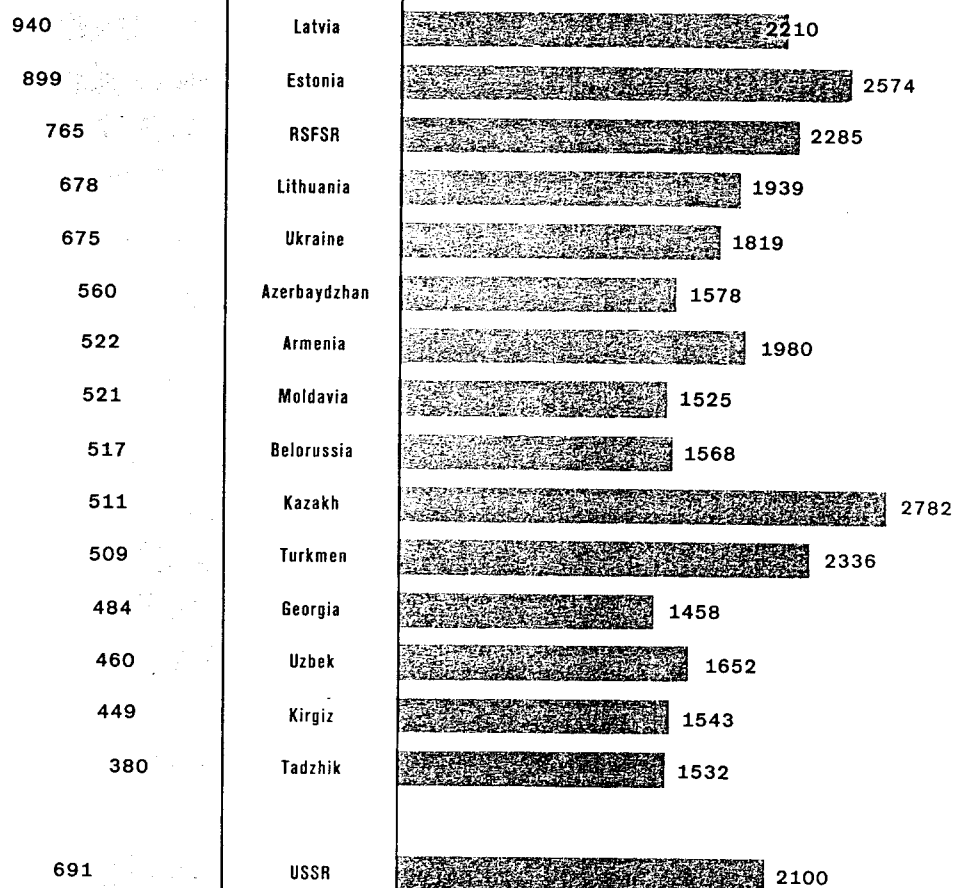 940 Latvia 2210
899 Estonia 2574
765 RSFSR 2285
678 Lithuania 1939
675 Ukraine 1819
560 Azerbaydzhan 1578
522 Armenia 1980
521 Moldavia 1525
517 Belorussia 1568
511 Kazakh 2782
509 Turkmen 2336
484 Georgia 1458
460 Uzbek 1652
449 Kirgiz 1543
380 Tadzhik 1532
691 USSR 2100